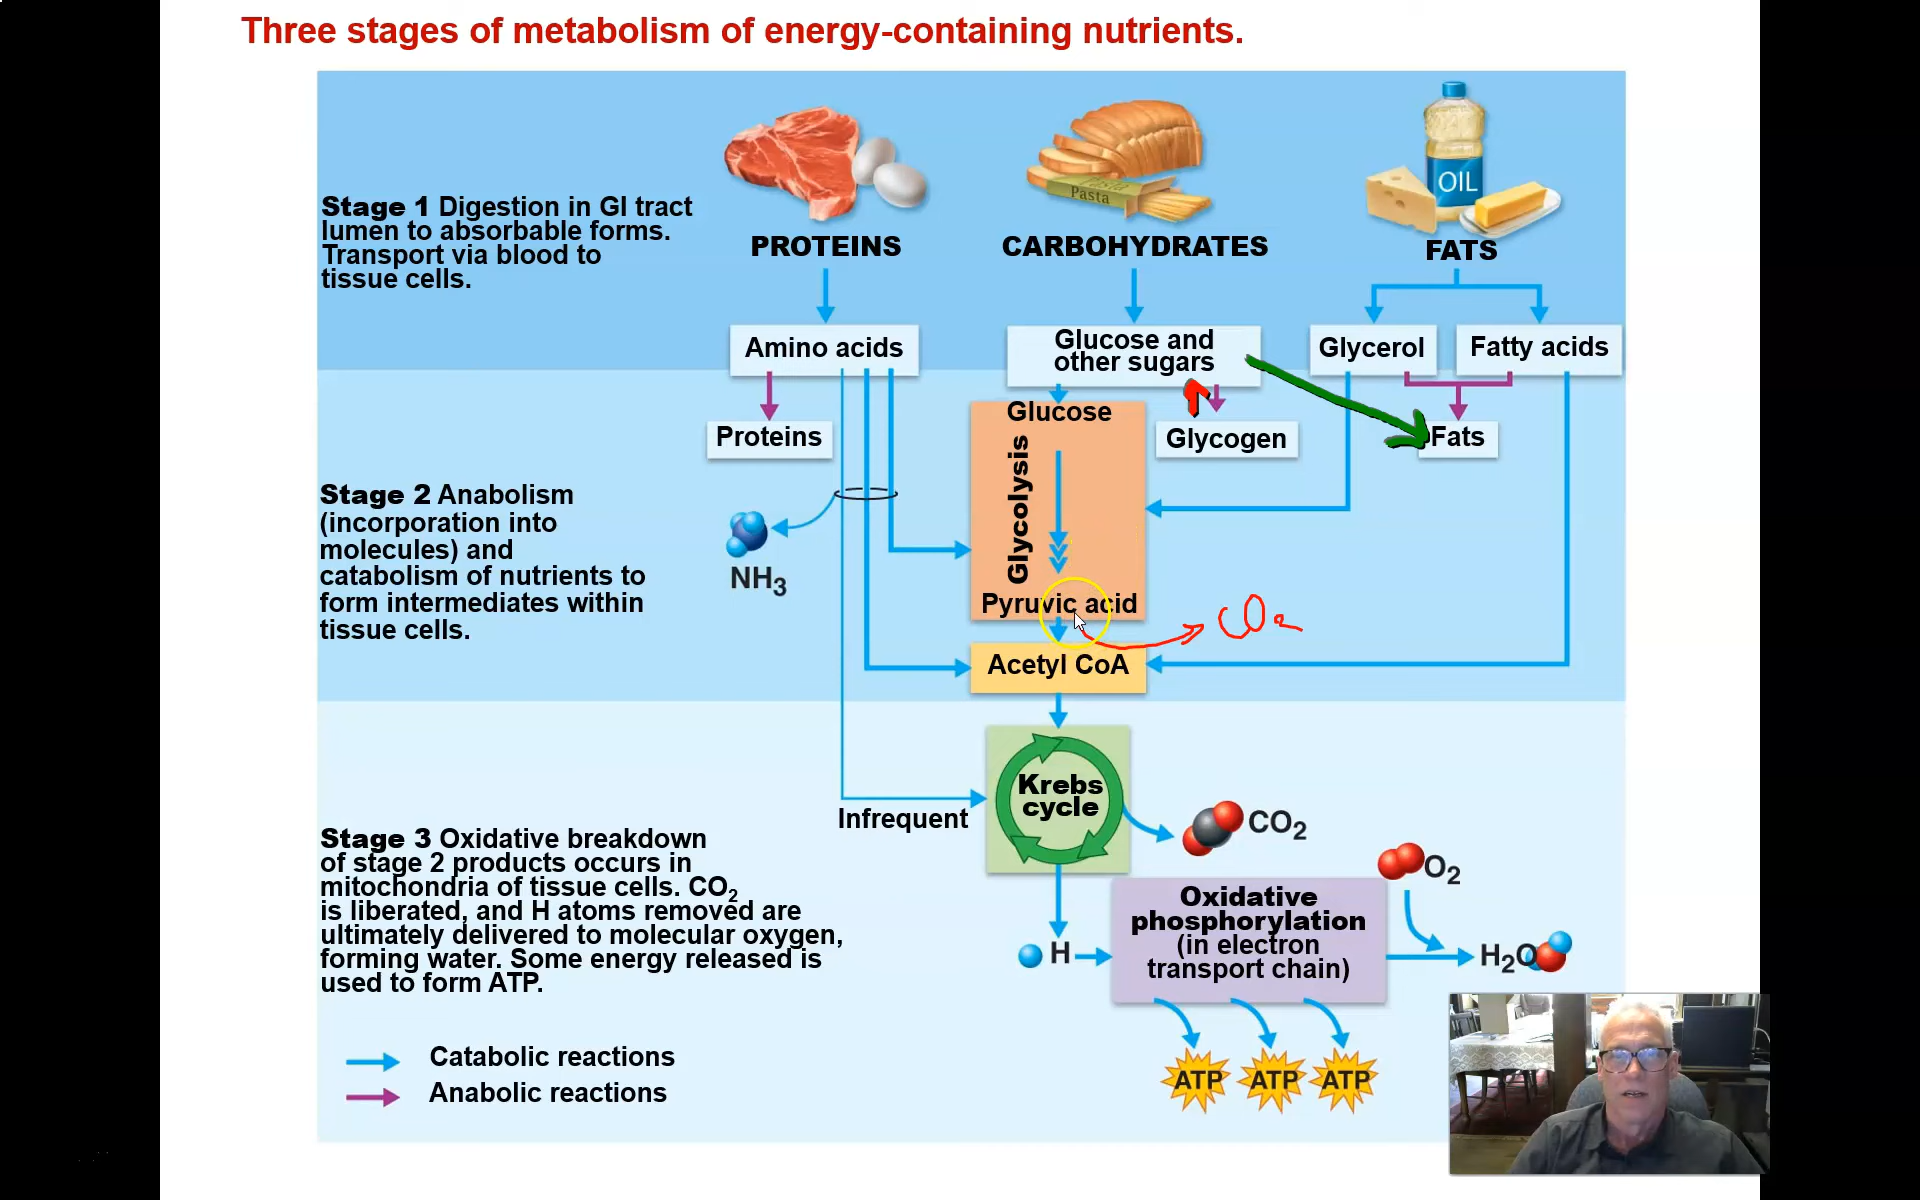 Three stages of metabolism of energy-containing nutrients.
OIL
Pasta
Pasta
PROTEINS
CARBOHYDRATES
FATS
Stage 1 Digestion in GI tract
lumen to absorbable forms.
Transport via blood to
tissue cells.
Amino acids
Glucose and
other sugars
Glycerol
Fatty acids
Proteins
Glucose
Glycogen
Fats
Glycolysis
Stage 2 Anabolism
(incorporation into
molecules) and
catabolism of nutrients to
form intermediates within
tissue cells.
NH3
Pyruvic acid
CO2
Acetyl CoA
Krebs
cycle
Infrequent
CO2
Stage 3 Oxidative breakdown
of stage 2 products occurs in
mitochondria of tissue cells. CO2
is liberated, and H atoms removed are
ultimately delivered to molecular oxygen,
forming water. Some energy released is
used to form ATP.
O2
H
Oxidative
phosphorylation
(in electron
transport chain)
H2O
ATP
ATP
ATP
Catabolic reactions
Anabolic reactions